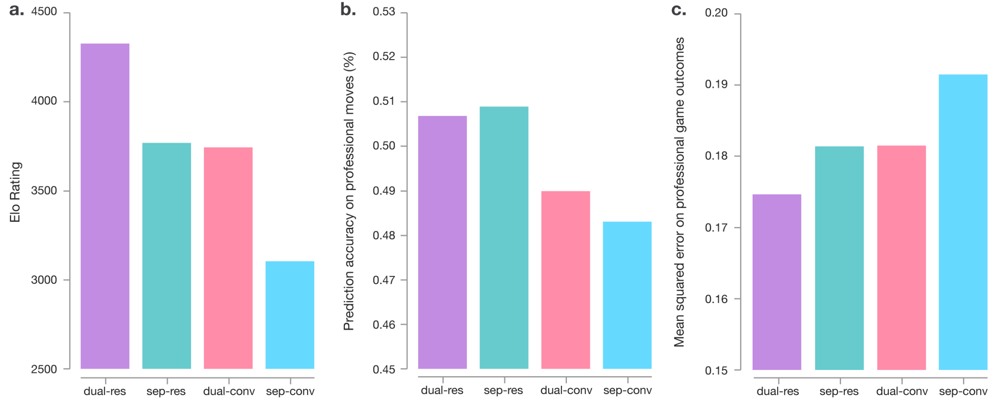 a.
4500
4000
3500
3000
2500
Elo Rating
dual-res sep-res dual-conv sep-conv
b.
0.53
0.52
0.51
0.50
0.49
0.48
0.47
0.46
0.45
Prediction accuracy on professional moves (%)
dual-res sep-res dual-conv sep-conv
c.
0.20
0.19
0.18
0.17
0.16
0.15
Mean squared error on professional game outcomes
dual-res sep-res dual-conv sep-conv